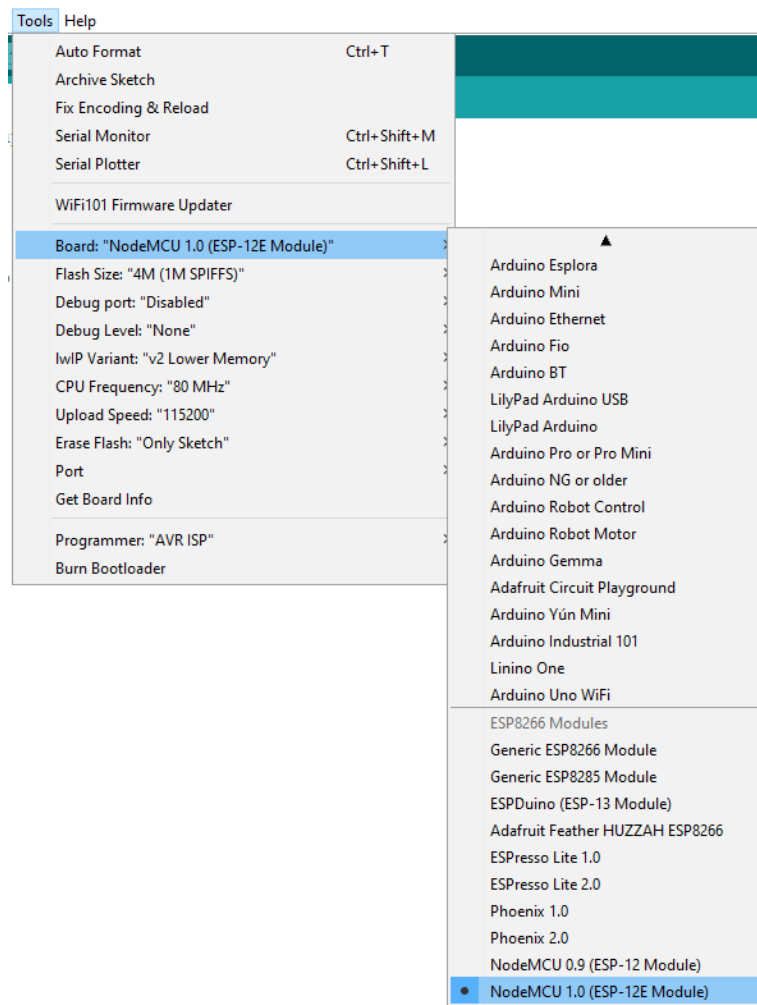 Tools Help
Auto Format Ctrl+T
Archive Sketch
Fix Encoding & Reload
Serial Monitor Ctrl+Shift+M
Serial Plotter Ctrl+Shift+L
WiFi101 Firmware Updater
Board: "NodeMCU 1.0 (ESP-12E Module)"
Flash Size: "4M (1M SPIFFS)"
Debug port: "Disabled"
Debug Level: "None"
lwIP Variant: "v2 Lower Memory"
CPU Frequency: "80 MHz"
Upload Speed: "115200"
Erase Flash: "Only Sketch"
Port
Get Board Info
Programmer: "AVR ISP"
Burn Bootloader
Arduino Esplora
Arduino Mini
Arduino Ethernet
Arduino Fio
Arduino BT
LilyPad Arduino USB
LilyPad Arduino
Arduino Pro or Pro Mini
Arduino NG or older
Arduino Robot Control
Arduino Robot Motor
Arduino Gemma
Adafruit Circuit Playground
Arduino Yún Mini
Arduino Industrial 101
Linino One
Arduino Uno WiFi
ESP8266 Modules
Generic ESP8266 Module
Generic ESP8285 Module
ESPDuino (ESP-13 Module)
Adafruit Feather HUZZAH ESP8266
ESPresso Lite 1.0
ESPresso Lite 2.0
Phoenix 1.0
Phoenix 2.0
NodeMCU 0.9 (ESP-12 Module)
NodeMCU 1.0 (ESP-12E Module)